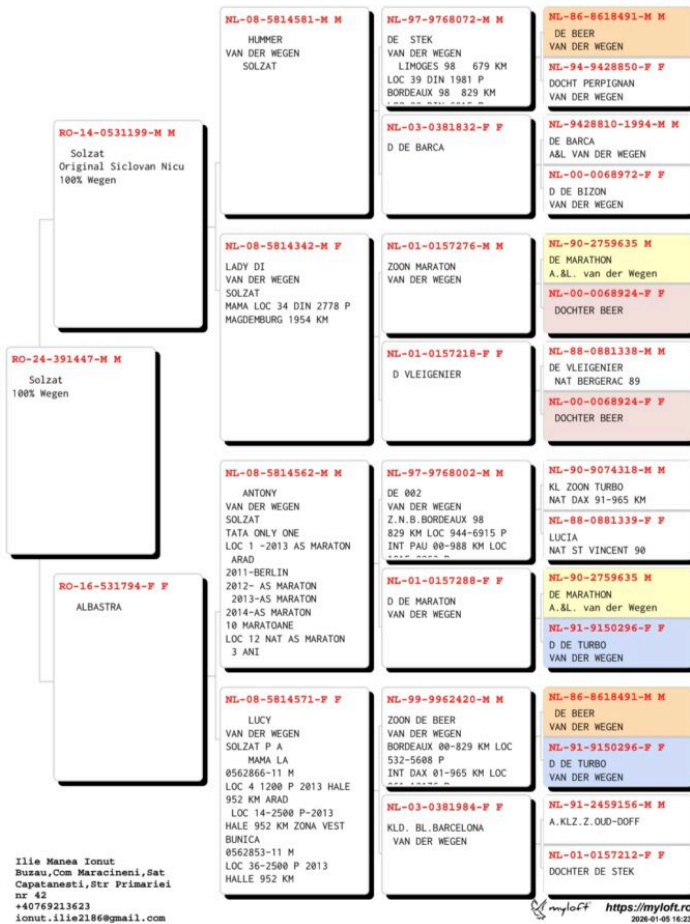 RO-24-391447-M M
Solzat
100% Wegen
RO-14-0531199-M M
Solzat
Original Siclovan Nicu
100% Wegen
RO-16-531794-F F
ALBASTRA
NL-08-5814581-M M
HUMMER
VAN DER WEGEN
SOLZAT
NL-08-5814342-M F
LADY DI
VAN DER WEGEN
SOLZAT
MAMA LOC 34 DIN 2778 P
MAGDEMBURG 1954 KM
NL-08-5814562-M M
ANTONY
VAN DER WEGEN
SOLZAT
TATA ONLY ONE
LOC 1 -2013 AS MARATON
ARAD
2011-BERLIN
2012- AS MARATON
2013-AS MARATON
2014-AS MARATON
10 MARATOANE
LOC 12 NAT AS MARATON
3 ANI
NL-08-5814571-F F
LUCY
VAN DER WEGEN
SOLZAT P A
MAMA LA
0562866-11 M
LOC 4 1200 P 2013 HALE
952 KM ARAD
LOC 14-2500 P-2013
HALE 952 KM ZONA VEST
BUNICA
0562853-11 M
LOC 36-2500 P 2013
HALLE 952 KM
NL-97-9768072-M M
DE STEK
VAN DER WEGEN
LIMOGES 98 679 KM
LOC 39 DIN 1981 P
BORDEAUX 98 829 KM
NL-03-0381832-F F
D DE BARCA
NL-01-0157276-M M
ZOON MARATON
VAN DER WEGEN
NL-01-0157218-F F
D VLEIGENIER
NL-97-9768002-M M
DE 002
VAN DER WEGEN
Z.N.B.BORDEAUX 98
829 KM LOC 944-6915 P
INT PAU 00-988 KM LOC
NL-01-0157288-F F
D DE MARATON
VAN DER WEGEN
NL-99-9962420-M M
ZOON DE BEER
VAN DER WEGEN
BORDEAUX 00-829 KM LOC
532-5608 P
INT DAX 01-965 KM LOC
NL-03-0381984-F F
KLD. BL.BARCELONA
VAN DER WEGEN
NL-86-8618491-M M
DE BEER
VAN DER WEGEN
NL-94-9428850-F F
DOCHT PERPIGNAN
VAN DER WEGEN
NL-9428810-1994-M M
DE BARCA
A&L VAN DER WEGEN
NL-00-0068972-F F
D DE BIZON
VAN DER WEGEN
NL-90-2759635 M
DE MARATHON
A.&L. van der Wegen
NL-00-0068924-F F
DOCHTER BEER
NL-88-0881338-M M
DE VLEIGENIER
NAT BERGERAC 89
NL-00-0068924-F F
DOCHTER BEER
NL-90-9074318-M M
KL ZOON TURBO
NAT DAX 91-965 KM
NL-88-0881339-F F
LUCIA
NAT ST VINCENT 90
NL-90-2759635 M
DE MARATHON
A.&L. van der Wegen
NL-91-9150296-F F
D DE TURBO
VAN DER WEGEN
NL-86-8618491-M M
DE BEER
VAN DER WEGEN
NL-91-9150296-F F
D DE TURBO
VAN DER WEGEN
NL-91-2459156-M M
A.KLZ.Z.OUD-DOFF
NL-01-0157212-F F
DOCHTER DE STEK
Ilie Manea Ionut
Buzau,Com Maracineni,Sat
Capatanesti,Str Primariei
nr 42
+40769213623
ionut.ilie2186@gmail.com
myloft https://myloft.ro
2026-01-05 16:23